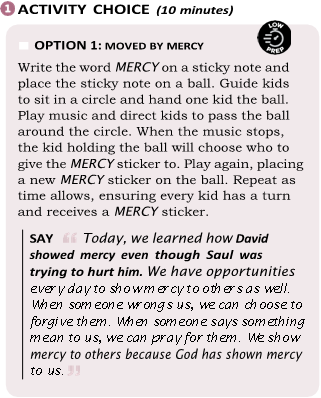 1 ACTIVITY CHOICE (10 minutes)
LOW
PREP
OPTION 1: MOVED BY MERCY
Write the word MERCY on a sticky note and
place the sticky note on a ball. Guide kids
to sit in a circle and hand one kid the ball.
Play music and direct kids to pass the ball
around the circle. When the music stops,
the kid holding the ball will choose who to
give the MERCY sticker to. Play again, placing
a new MERCY sticker on the ball. Repeat as
time allows, ensuring every kid has a turn
and receives a MERCY sticker.
SAY “ Today, we learned how David
showed mercy even though Saul was
trying to hurt him. We have opportunities
every day to show mercy to others as well.
When someone wrongs us, we can choose to
forgive them. When someone says something
mean to us, we can pray for them. We show
mercy to others because God has shown mercy
to us. ”